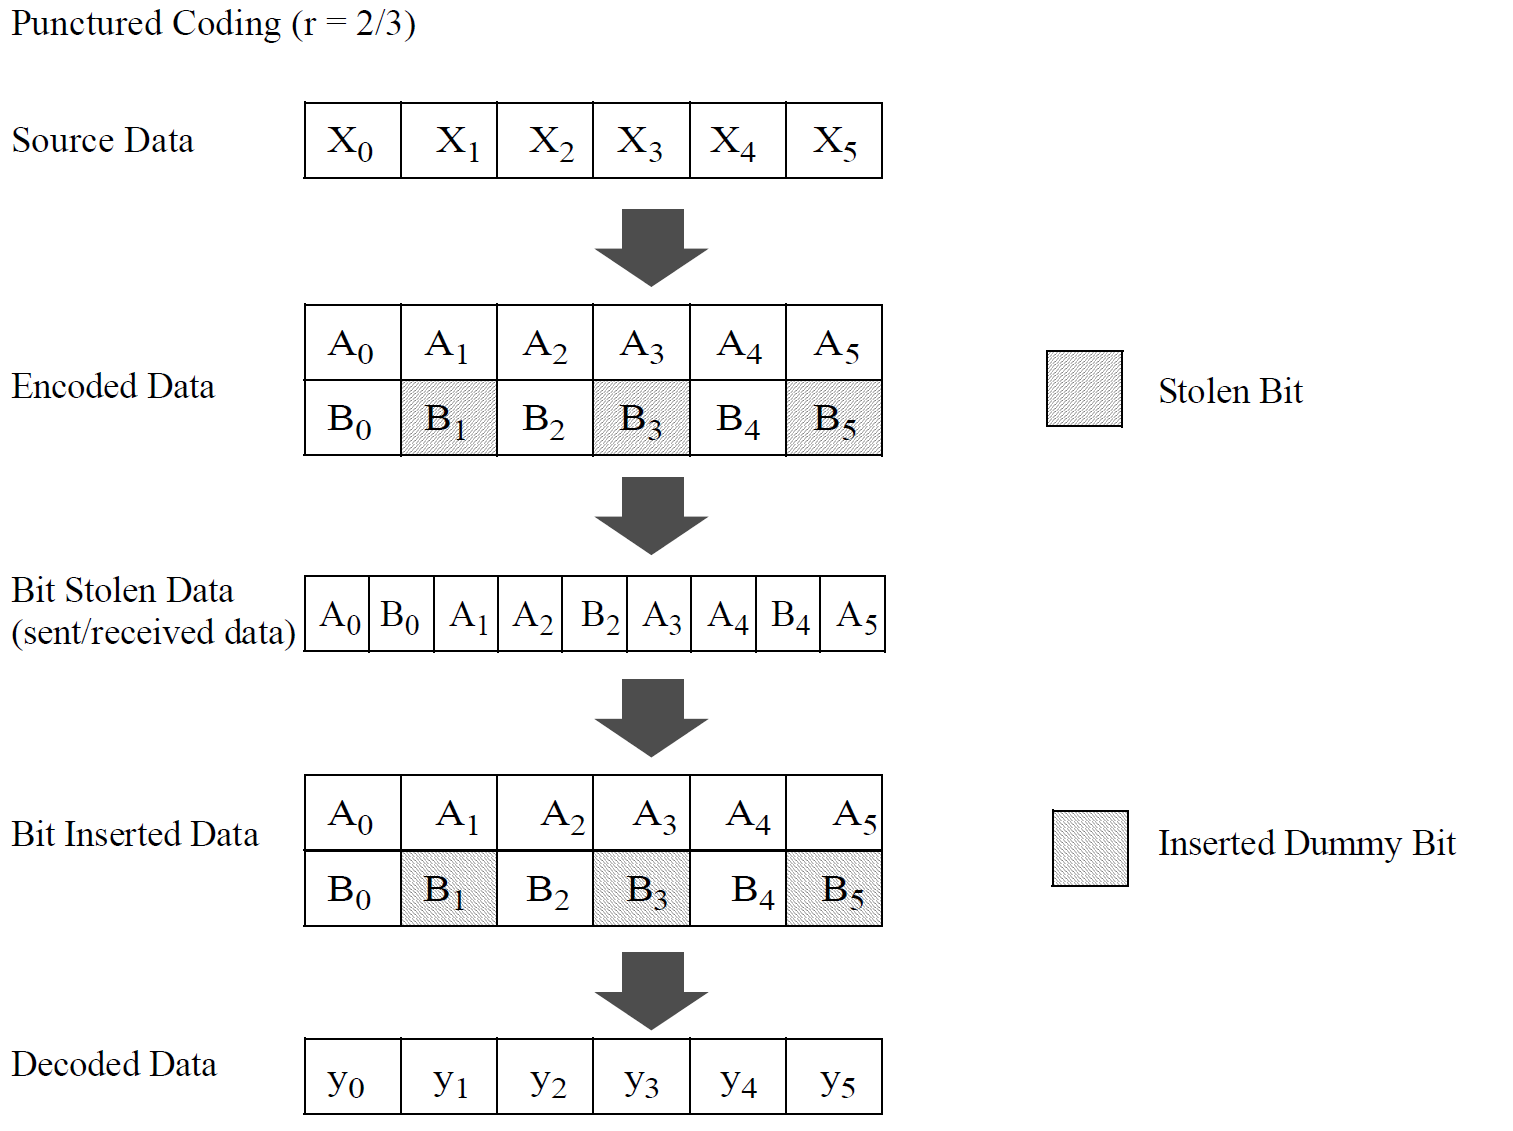 Punctured Coding (r = 2/3)
Source Data
X0 X1 X2 X3 X4 X5
A0 A1 A2 A3 A4 A5
Encoded Data
B0 B1 B2 B3 B4 B5
Stolen Bit
Bit Stolen Data
(sent/received data)
A0 B0 A1 A2 B2 A3 A4 B4 A5
A0 A1 A2 A3 A4 A5
Bit Inserted Data
B0 B1 B2 B3 B4 B5
Inserted Dummy Bit
Decoded Data
y0 y1 y2 y3 y4 y5